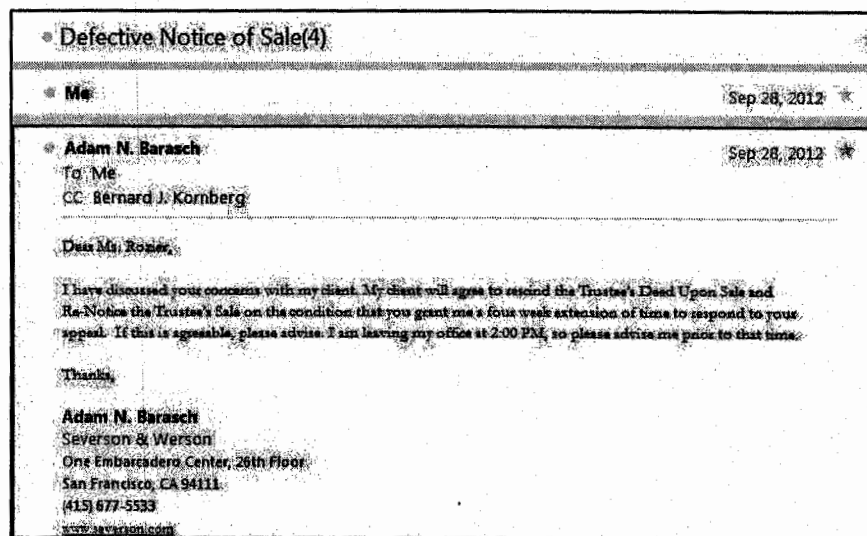 Defective Notice of Sale(4)
Me Sep 28, 2012
Adam N. Barasch Sep 28, 2012
To Me
CC Bernard J. Kornberg
Dear Ms. Romer,
I have discussed your concerns with my client. My client will agree to rescind the Trustee's Deed Upon Sale and
Re-Notice the Trustee's Sale on the condition that you grant me a four week extension of time to respond to your
appeal. If this is agreeable, please advise. I am leaving my office at 2:00 PM, so please advise me prior to that time.
Thanks,
Adam N. Barasch
Severson & Werson
One Embarcadero Center, 26th Floor
San Francisco, CA 94111
(415) 677-5533
www.severson.com